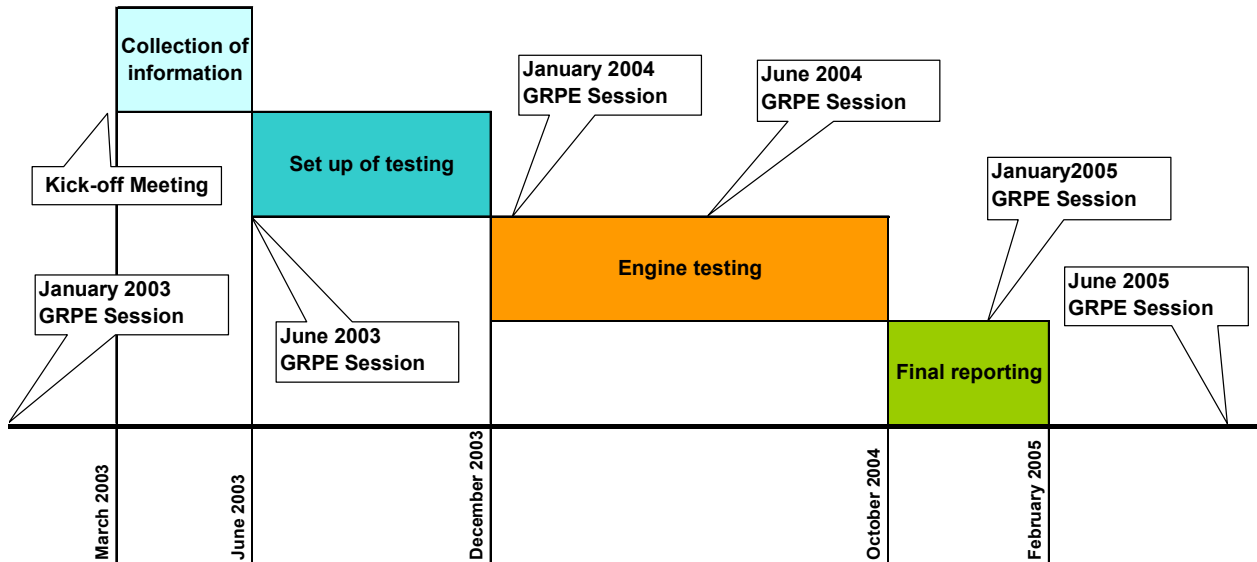 Collection of
information
January 2004
GRPE Session
June 2004
GRPE Session
Set up of testing
Kick-off Meeting
January2005
GRPE Session
Engine testing
January 2003
GRPE Session
June 2005
GRPE Session
June 2003
GRPE Session
Final reporting
March 2003
June 2003
December 2003
October 2004
February 2005